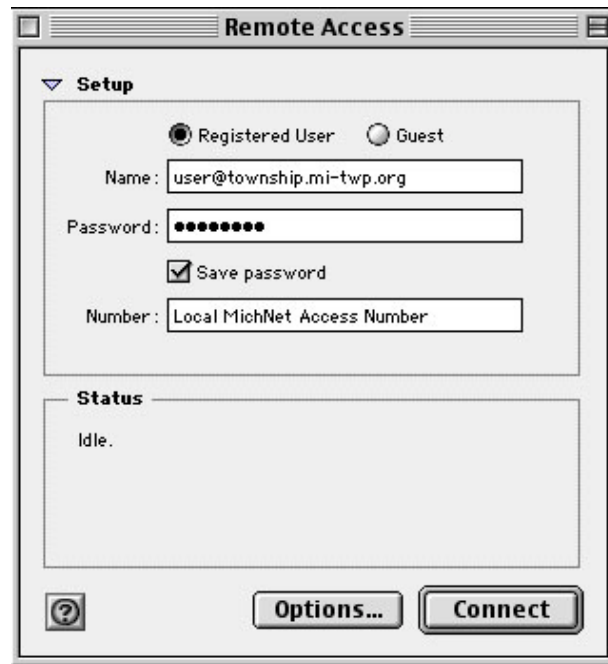 Remote Access
Setup
Registered User Guest
Name: user@township.mi-twp.org
Password: ●●●●●●●●
Save password
Number: Local MichNet Access Number
Status
Idle.
? Options... Connect